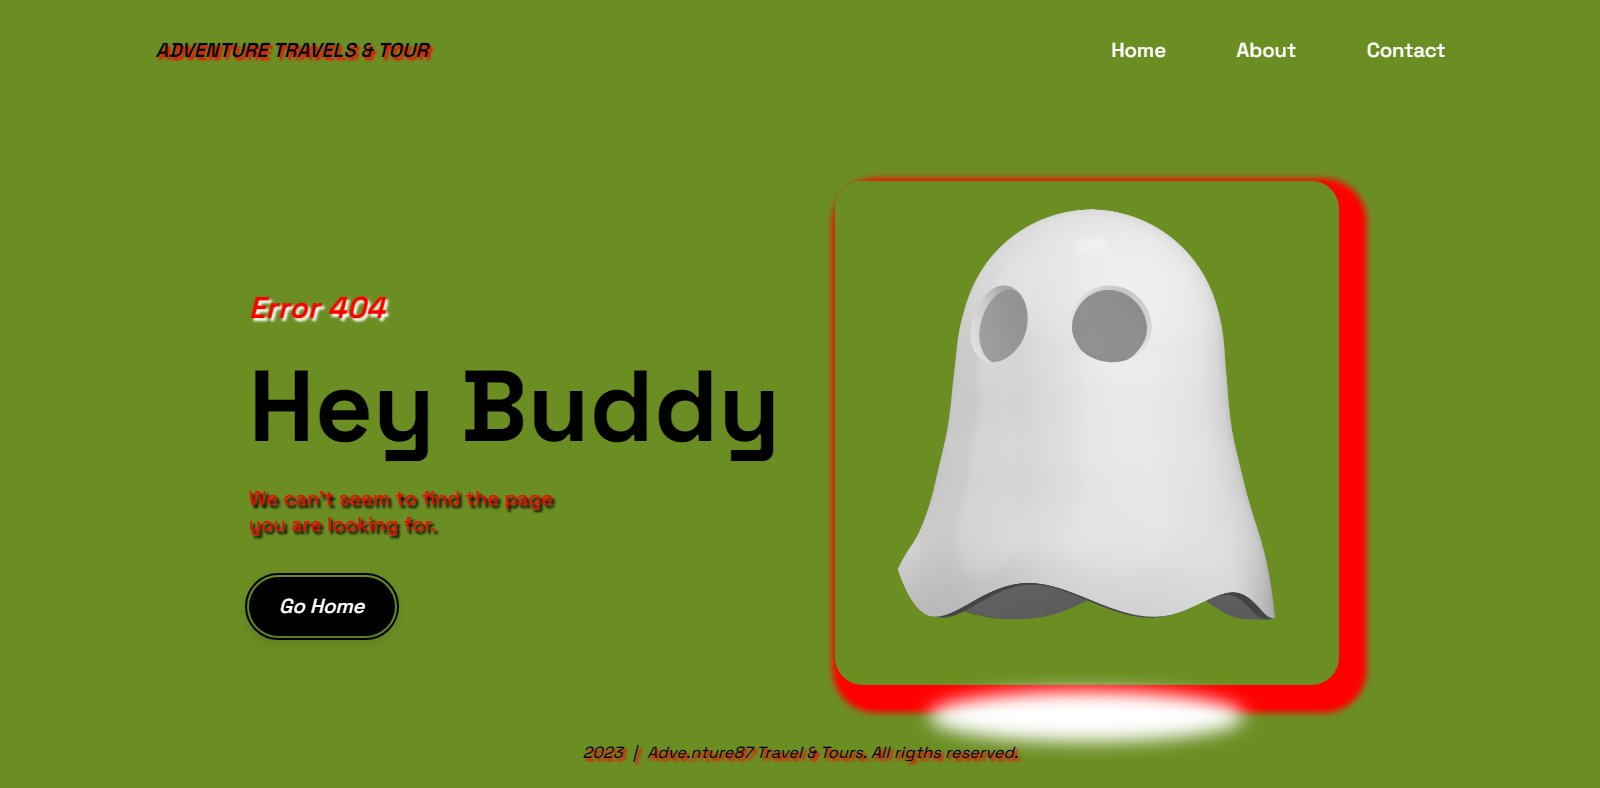 ADVENTURE TRAVELS & TOUR
Home
About
Contact
Error 404
Hey Buddy
We can't seem to find the page
you are looking for.
Go Home
2023 | Adve.nture87 Travel & Tours. All rigths reserved.